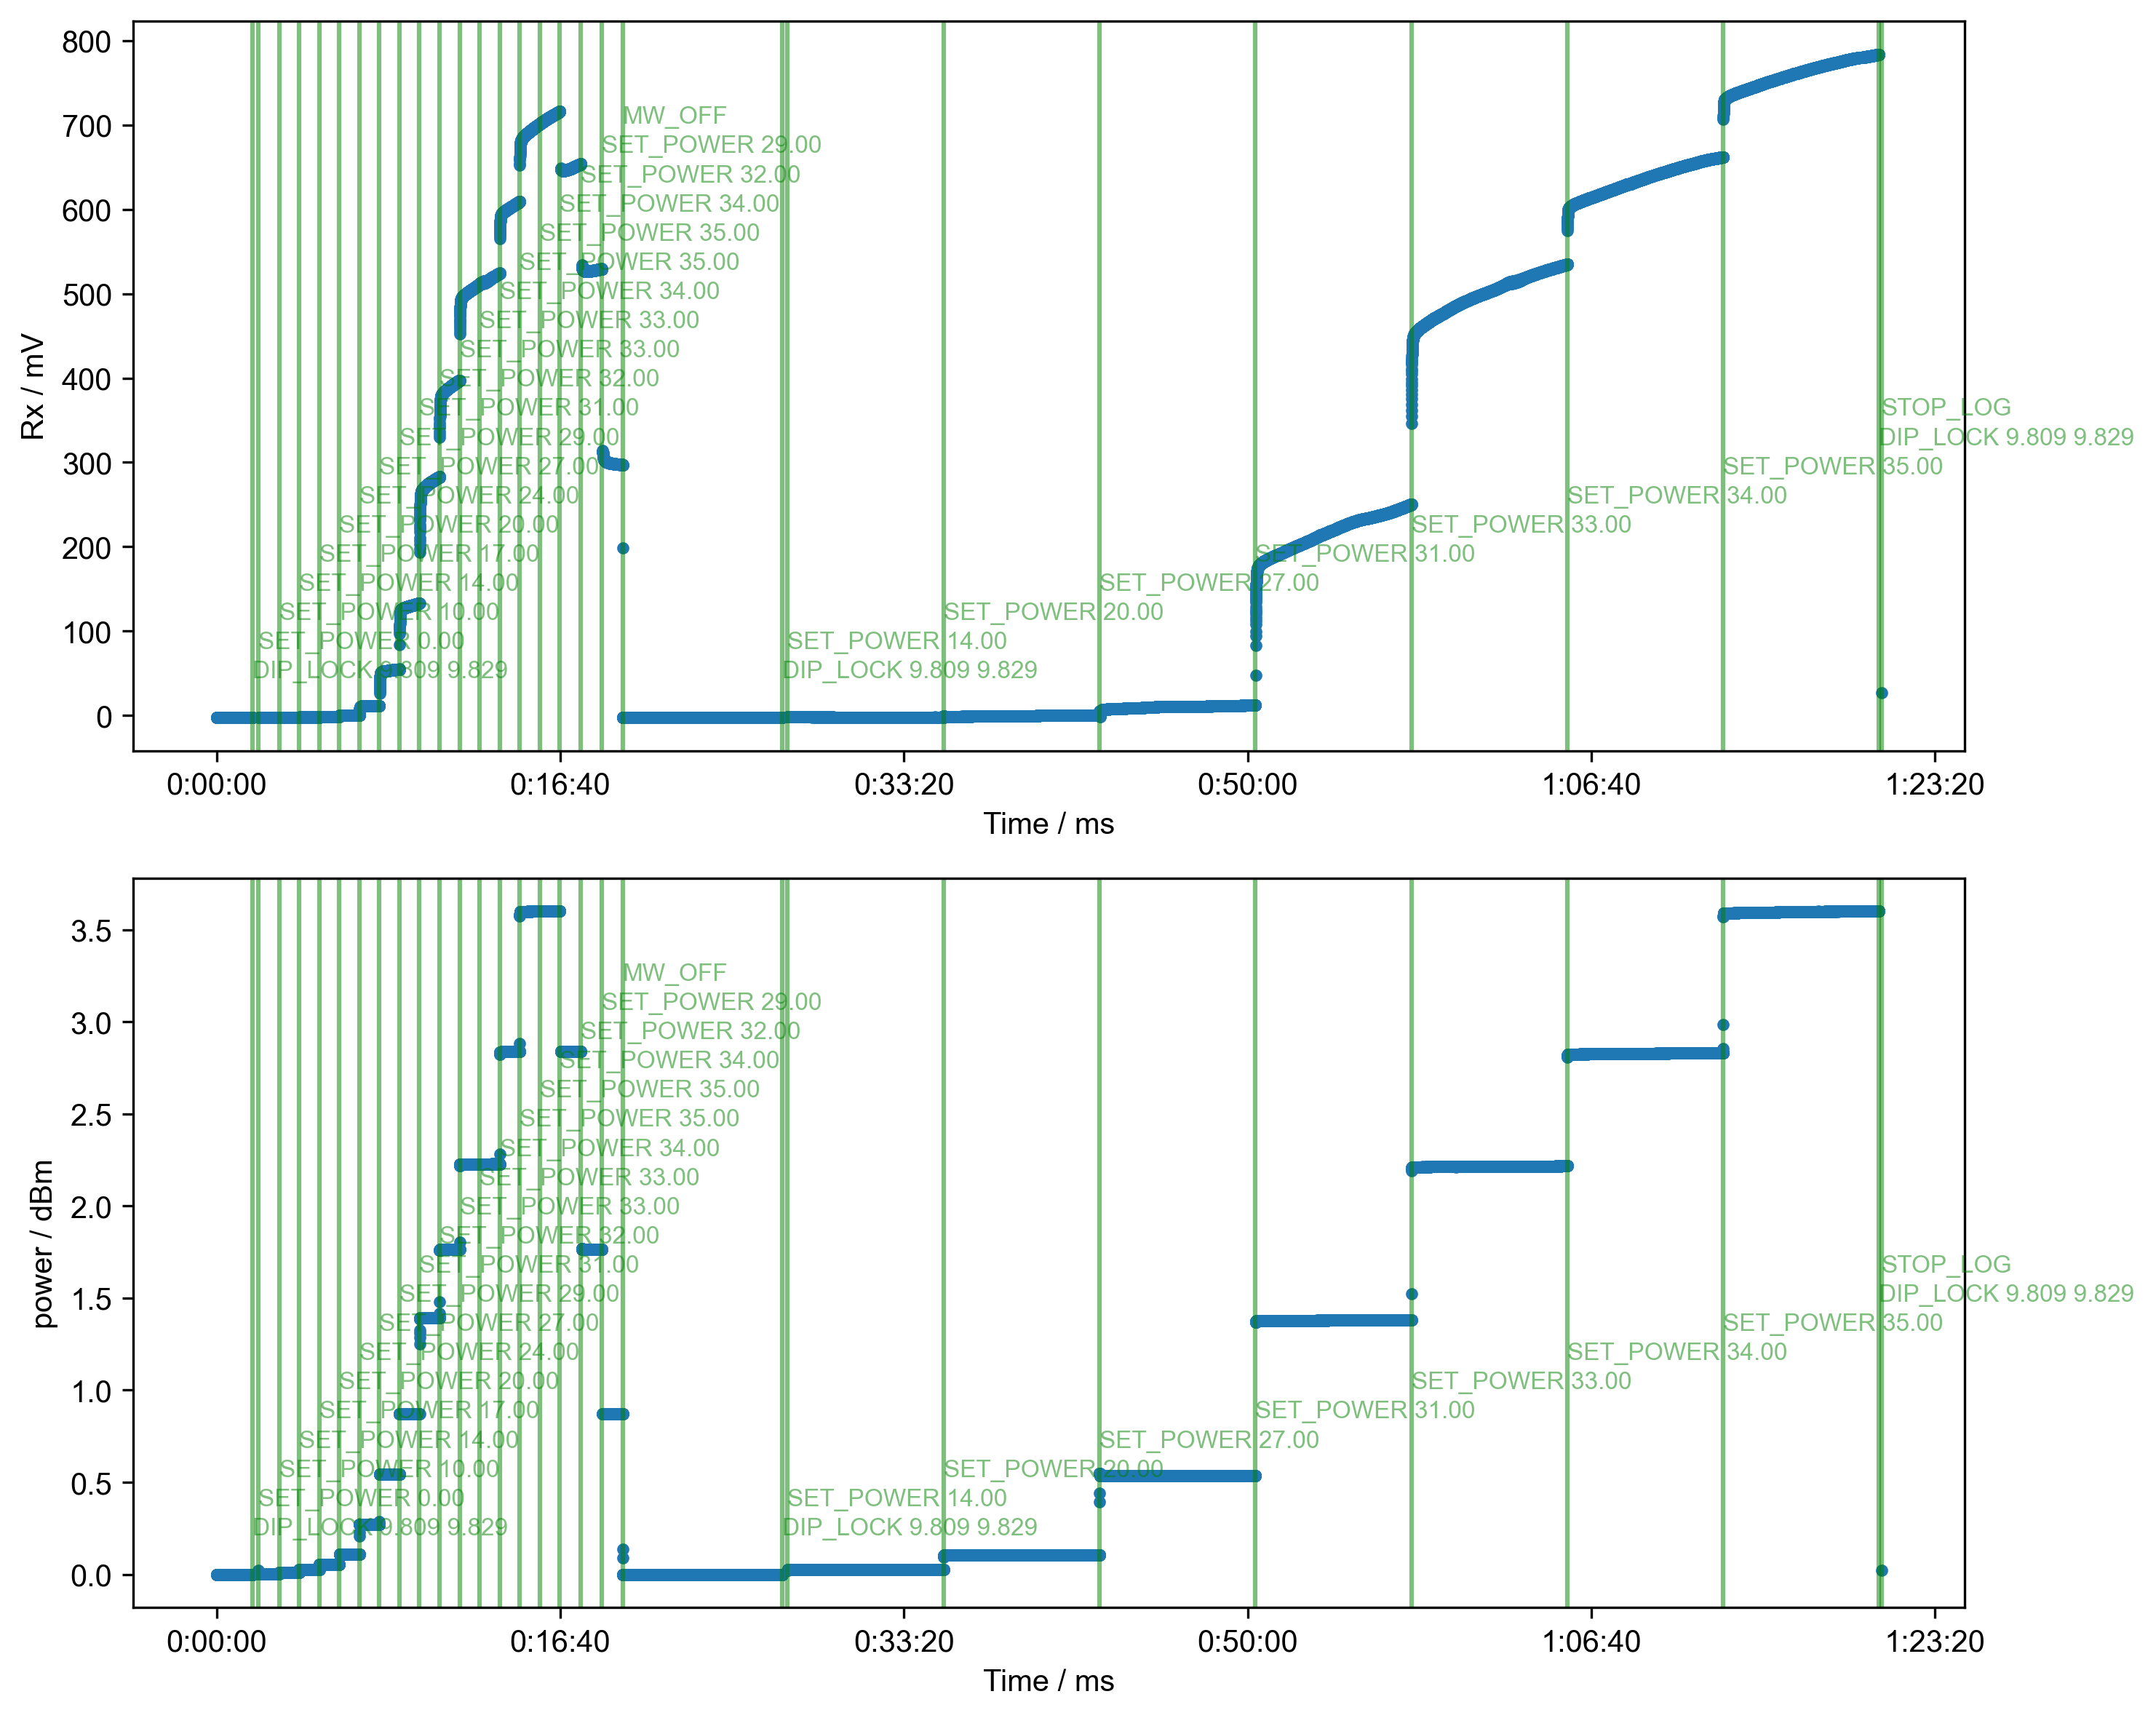 800
700
600
500
400
300
200
100
0
Rx / mV
MW_OFF
SET_POWER 29.00
SET_POWER 32.00
SET_POWER 34.00
SET_POWER 35.00
SET_POWER 35.00
SET_POWER 34.00
SET_POWER 33.00
SET_POWER 33.00
SET_POWER 32.00
SET_POWER 31.00
SET_POWER 29.00
SET_POWER 27.00
SET_POWER 24.00
SET_POWER 20.00
SET_POWER 17.00
SET_POWER 14.00
SET_POWER 10.00
SET_POWER 0.00
DIP_LOCK 9.809 9.829
STOP_LOG
DIP_LOCK 9.809 9.829
SET_POWER 35.00
SET_POWER 34.00
SET_POWER 33.00
SET_POWER 31.00
SET_POWER 27.00
SET_POWER 20.00
SET_POWER 14.00
DIP_LOCK 9.809 9.829
0:00:00 0:16:40 0:33:20 0:50:00 1:06:40 1:23:20
Time / ms
3.5
3.0
2.5
2.0
1.5
1.0
0.5
0.0
power / dBm
MW_OFF
SET_POWER 29.00
SET_POWER 32.00
SET_POWER 34.00
SET_POWER 35.00
SET_POWER 35.00
SET_POWER 34.00
SET_POWER 33.00
SET_POWER 33.00
SET_POWER 32.00
SET_POWER 31.00
SET_POWER 29.00
SET_POWER 27.00
SET_POWER 24.00
SET_POWER 20.00
SET_POWER 17.00
SET_POWER 14.00
SET_POWER 10.00
SET_POWER 0.00
DIP_LOCK 9.809 9.829
STOP_LOG
DIP_LOCK 9.809 9.829
SET_POWER 35.00
SET_POWER 34.00
SET_POWER 33.00
SET_POWER 31.00
SET_POWER 27.00
SET_POWER 20.00
SET_POWER 14.00
DIP_LOCK 9.809 9.829
0:00:00 0:16:40 0:33:20 0:50:00 1:06:40 1:23:20
Time / ms